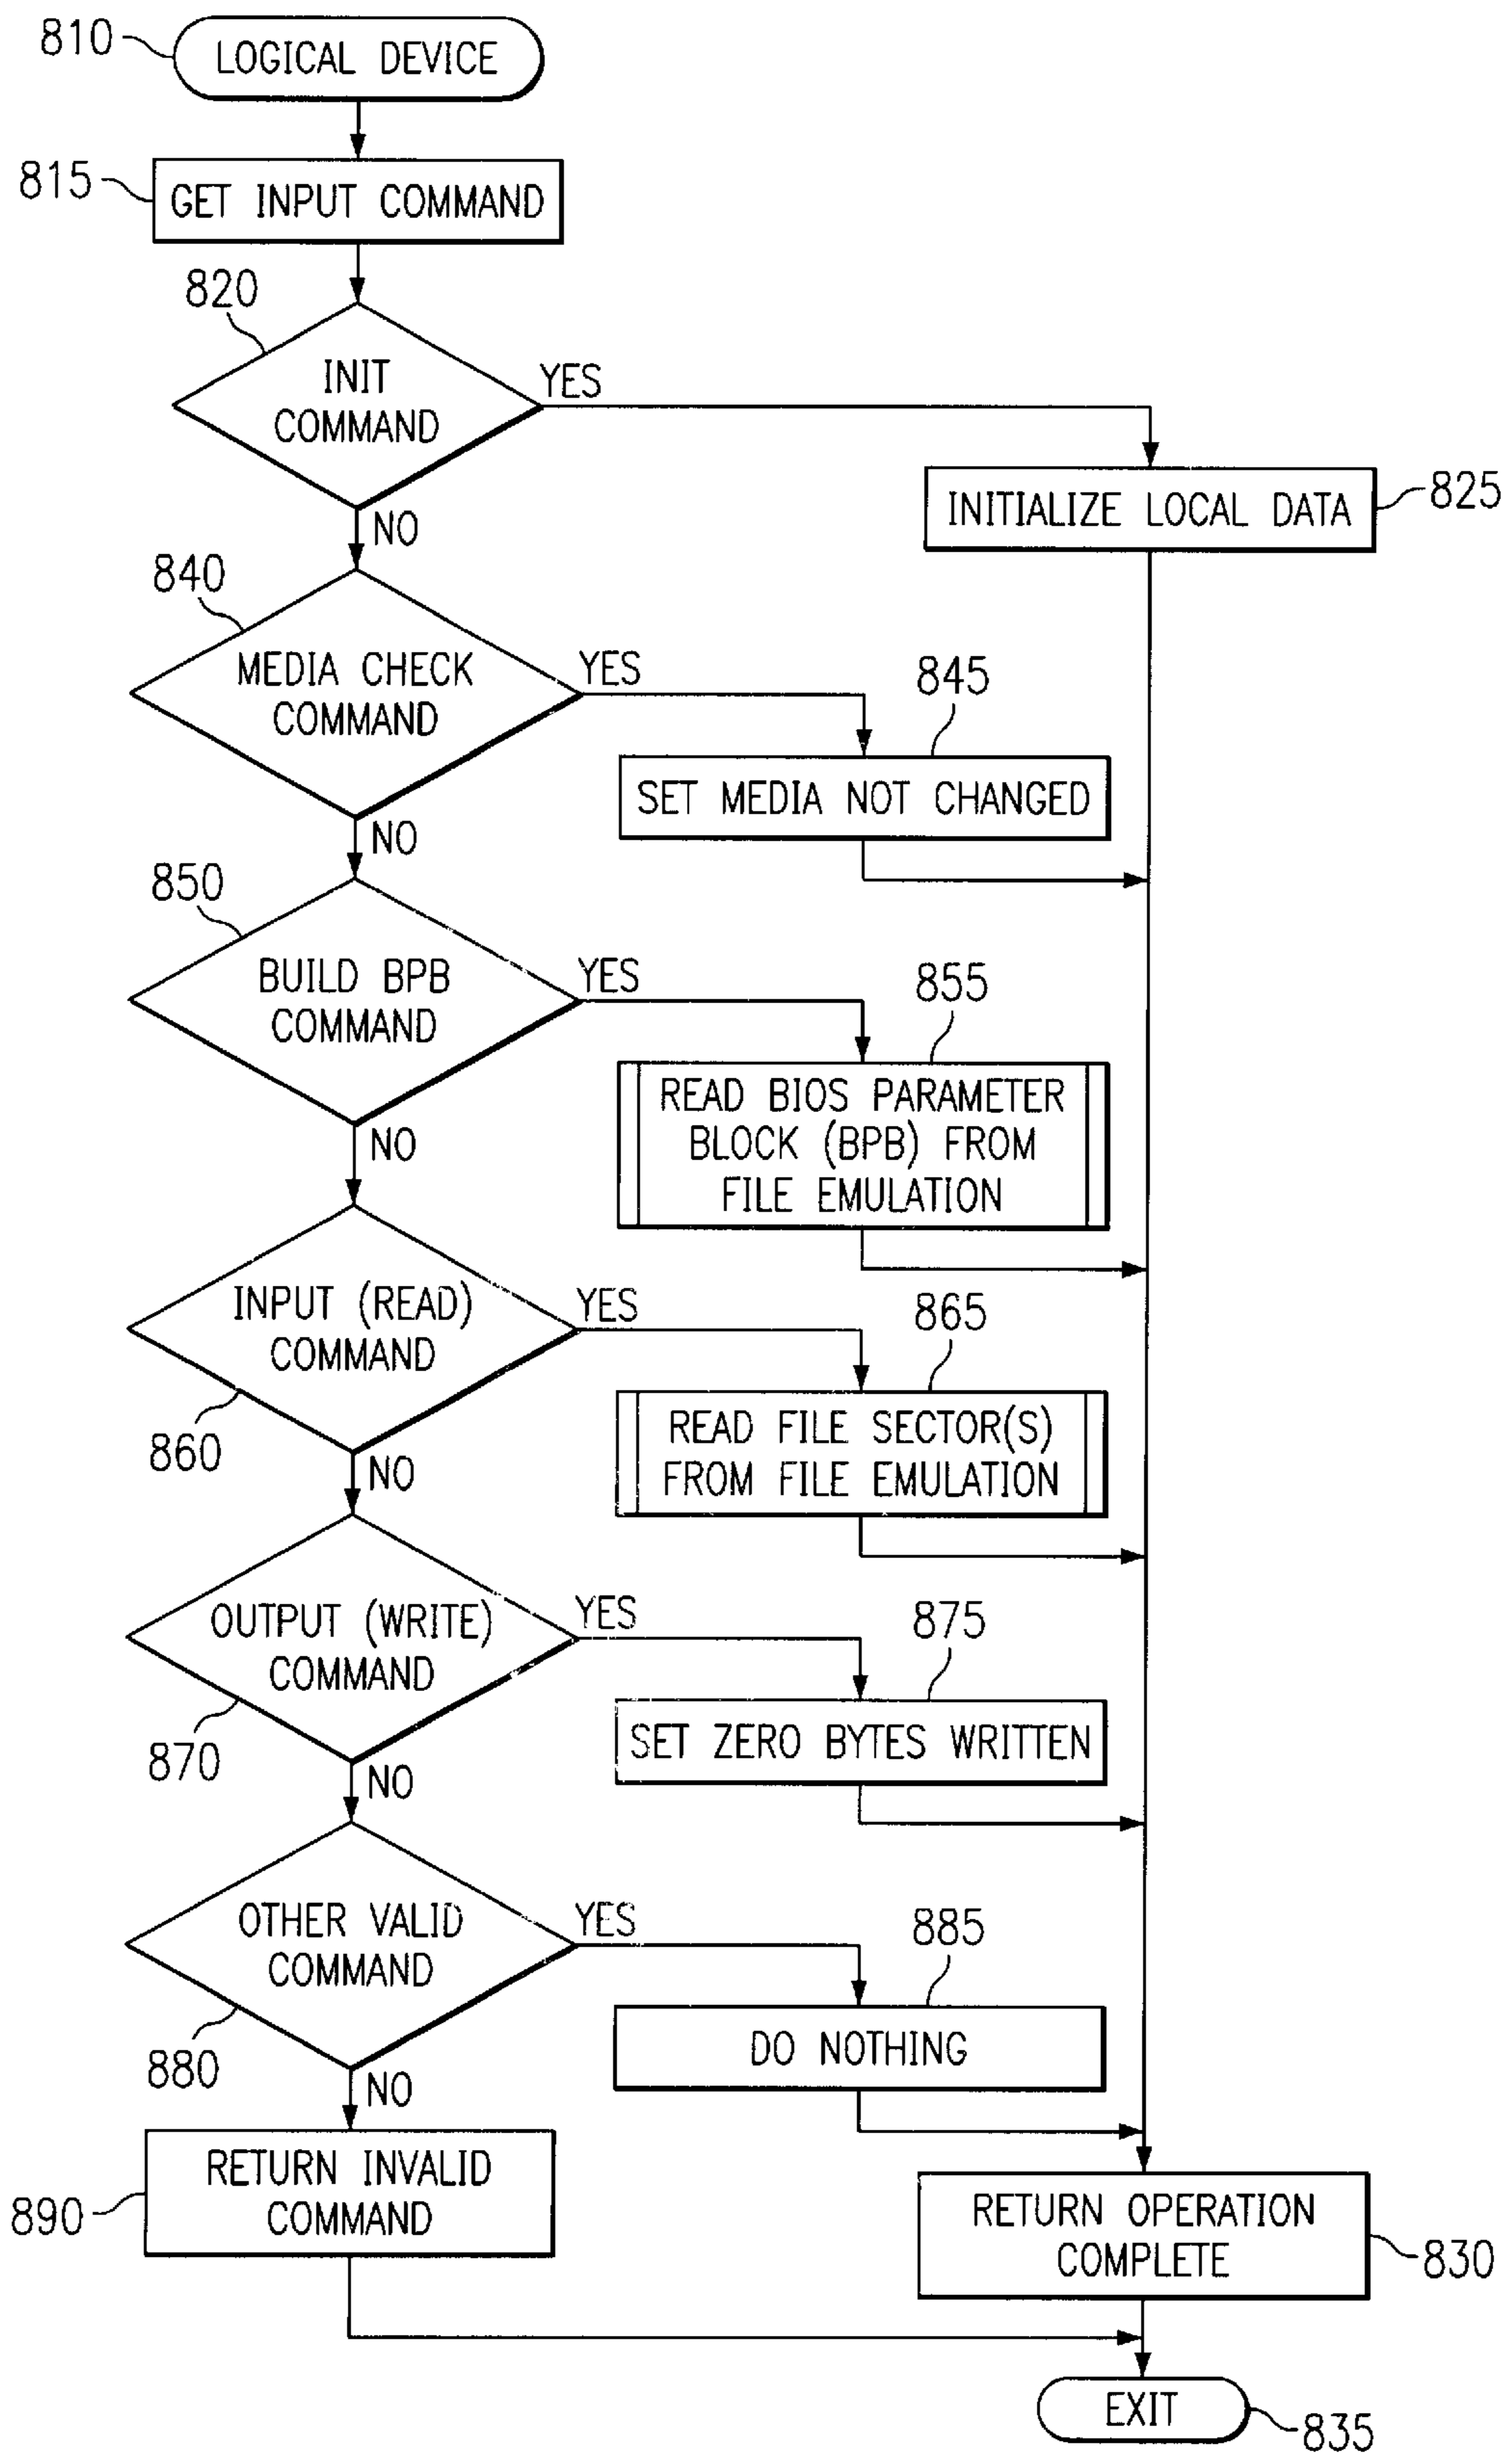 810
LOGICAL DEVICE
815
GET INPUT COMMAND
820
INIT
COMMAND
YES
INITIALIZE LOCAL DATA
825
NO
840
MEDIA CHECK
COMMAND
YES
845
SET MEDIA NOT CHANGED
NO
850
BUILD BPB
COMMAND
YES
855
READ BIOS PARAMETER
BLOCK (BPB) FROM
FILE EMULATION
NO
INPUT (READ)
COMMAND
YES
865
860
READ FILE SECTOR(S)
FROM FILE EMULATION
NO
OUTPUT (WRITE)
COMMAND
YES
875
870
SET ZERO BYTES WRITTEN
NO
OTHER VALID
COMMAND
YES
885
880
DO NOTHING
NO
RETURN INVALID
COMMAND
890
RETURN OPERATION
COMPLETE
830
EXIT
835